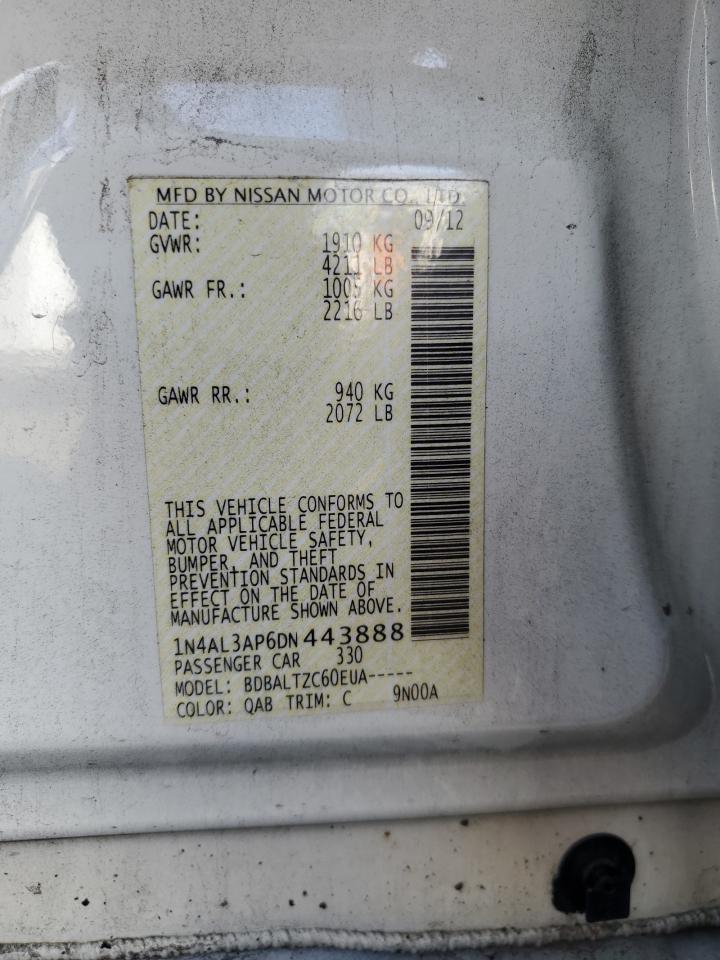 MFD BY NISSAN MOTOR CO., LTD.
DATE: 09/12
GVWR: 1910 KG
4211 LB
GAWR FR.: 1005 KG
2216 LB
GAWR RR.: 940 KG
2072 LB
THIS VEHICLE CONFORMS TO
ALL APPLICABLE FEDERAL
MOTOR VEHICLE SAFETY,
BUMPER, AND THEFT
PREVENTION STANDARDS IN
EFFECT ON THE DATE OF
MANUFACTURE SHOWN ABOVE.
1N4AL3AP6DN443888
PASSENGER CAR 330
MODEL: BDBALTZC60EUA-----
COLOR: QAB TRIM: C 9N00A